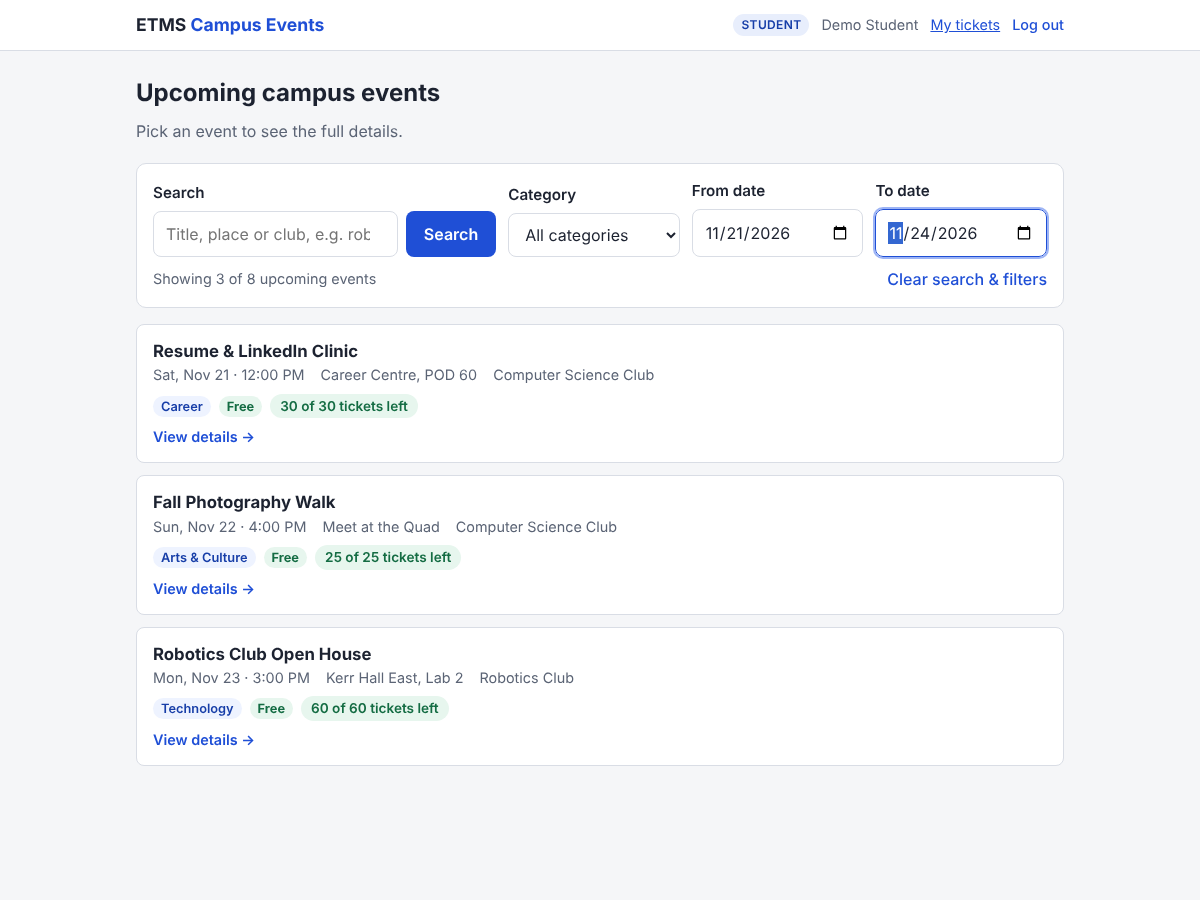 ETMS Campus Events
STUDENT Demo Student My tickets Log out
Upcoming campus events
Pick an event to see the full details.
Search
Title, place or club, e.g. rob
Search
Category
All categories
From date
11/21/2026
To date
11/24/2026
Showing 3 of 8 upcoming events
Clear search & filters
Resume & LinkedIn Clinic
Sat, Nov 21 · 12:00 PM Career Centre, POD 60 Computer Science Club
Career Free 30 of 30 tickets left
View details →
Fall Photography Walk
Sun, Nov 22 · 4:00 PM Meet at the Quad Computer Science Club
Arts & Culture Free 25 of 25 tickets left
View details →
Robotics Club Open House
Mon, Nov 23 · 3:00 PM Kerr Hall East, Lab 2 Robotics Club
Technology Free 60 of 60 tickets left
View details →